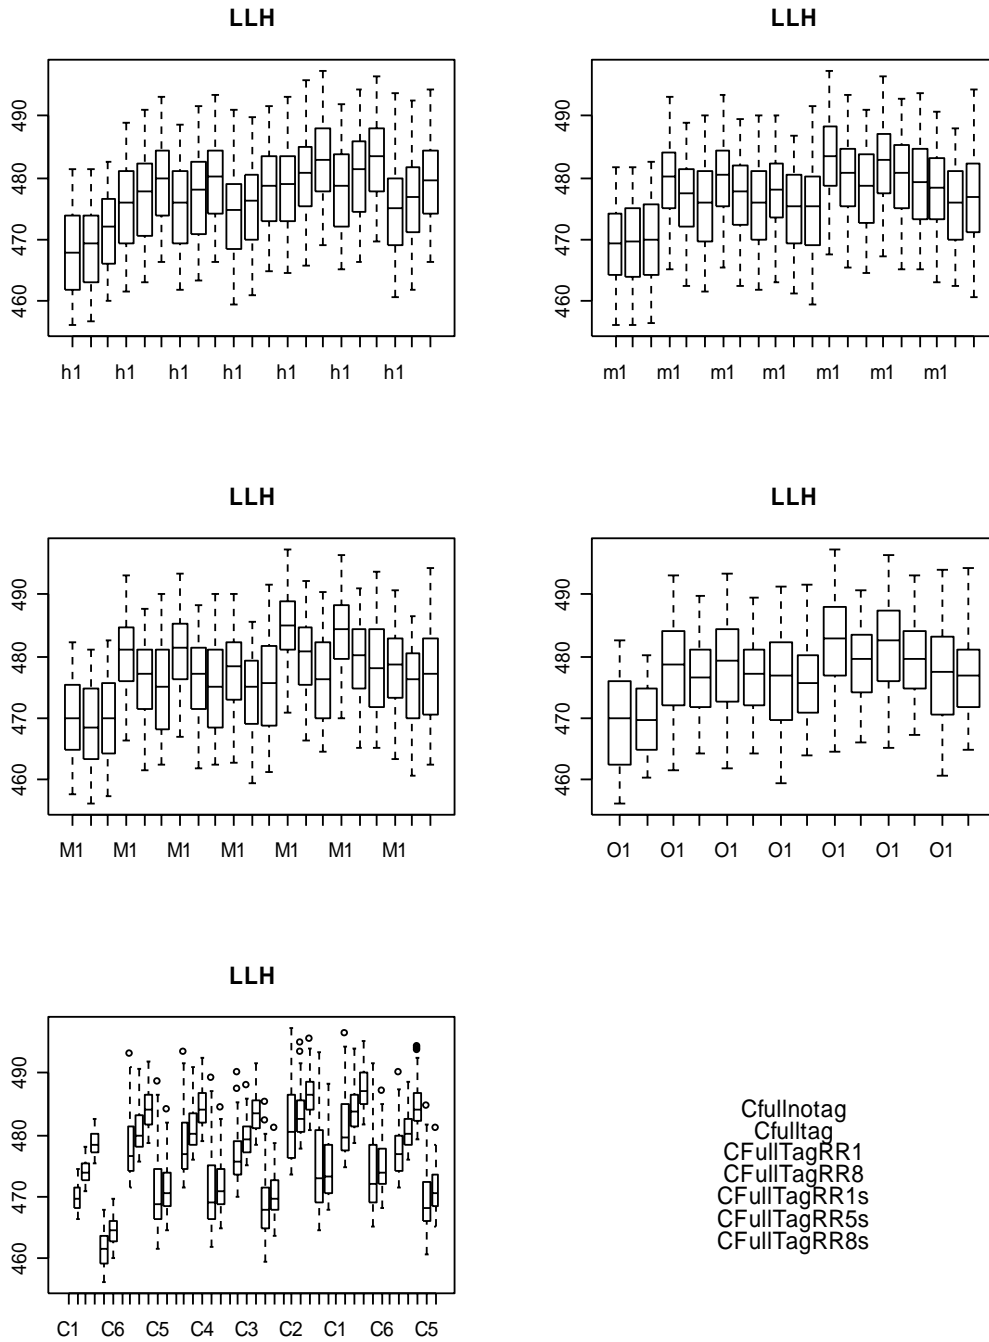 LLH
490
480
470
460
h1 h1 h1 h1 h1 h1 h1
LLH
490
480
470
460
m1 m1 m1 m1 m1 m1 m1
LLH
490
480
470
460
M1 M1 M1 M1 M1 M1 M1
LLH
490
480
470
460
O1 O1 O1 O1 O1 O1 O1
LLH
490
480
470
460
C1 C6 C5 C4 C3 C2 C1 C6 C5
Cfullnotag
Cfulltag
CFullTagRR1
CFullTagRR8
CFullTagRR1s
CFullTagRR5s
CFullTagRR8s